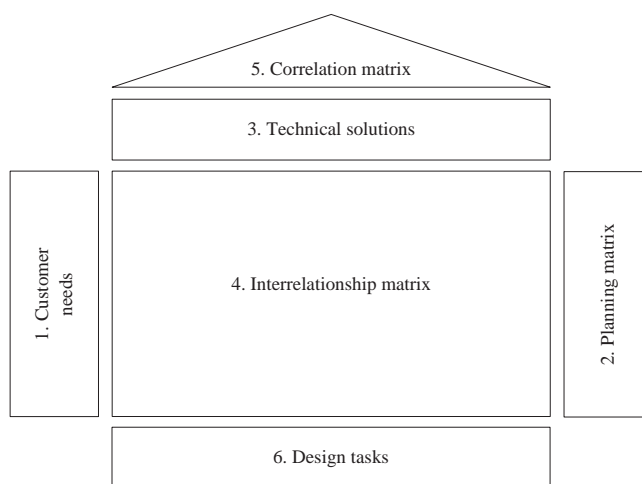 5. Correlation matrix
3. Technical solutions
1. Customer
needs
4. Interrelationship matrix
2. Planning matrix
6. Design tasks